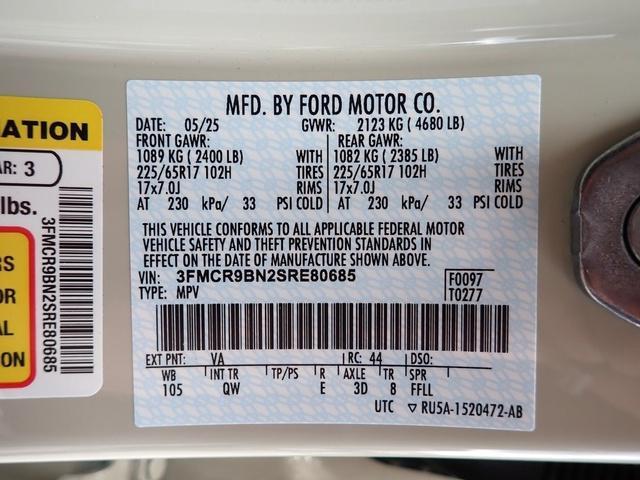 MATION
AR: 3
lbs.
RS
OR
AL
ION
3FMCR9BN2SRE80685
MFD. BY FORD MOTOR CO.
DATE: 05/25 GVWR: 2123 KG ( 4680 LB)
FRONT GAWR: REAR GAWR:
1089 KG ( 2400 LB) WITH 1082 KG ( 2385 LB) WITH
225/65R17 102H TIRES 225/65R17 102H TIRES
17x7.0J RIMS 17x7.0J RIMS
AT 230 kPa/ 33 PSI COLD AT 230 kPa/ 33 PSI COLD
THIS VEHICLE CONFORMS TO ALL APPLICABLE FEDERAL MOTOR
VEHICLE SAFETY AND THEFT PREVENTION STANDARDS IN
EFFECT ON THE DATE OF MANUFACTURE SHOWN ABOVE.
VIN: 3FMCR9BN2SRE80685 F0097
TYPE: MPV T0277
EXT PNT: VA RC: 44 DSO:
WB INT TR TP/PS R AXLE TR SPR
105 QW E 3D 8 FFLL
UTC ▽ RU5A-1520472-AB